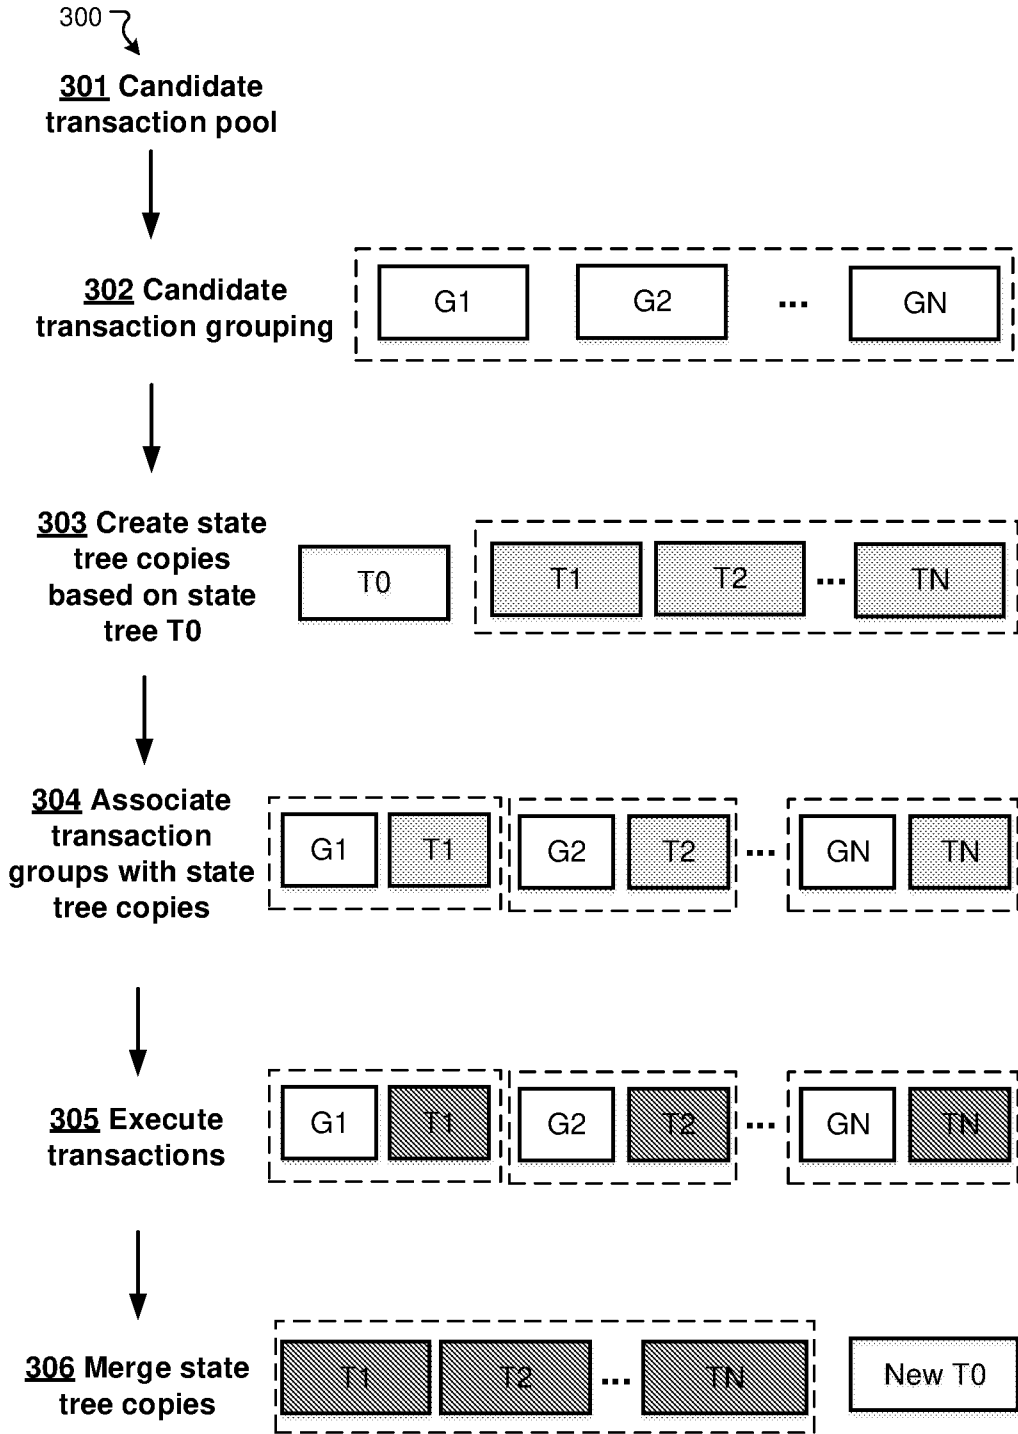 300
301 Candidate
transaction pool
302 Candidate
transaction grouping
G1 G2 ... GN
303 Create state
tree copies
based on state
tree T0
T0 T1 T2 ... TN
304 Associate
transaction
groups with state
tree copies
G1 T1 G2 T2 ... GN TN
305 Execute
transactions
G1 T1 G2 T2 ... GN TN
306 Merge state
tree copies
T1 T2 ... TN New T0